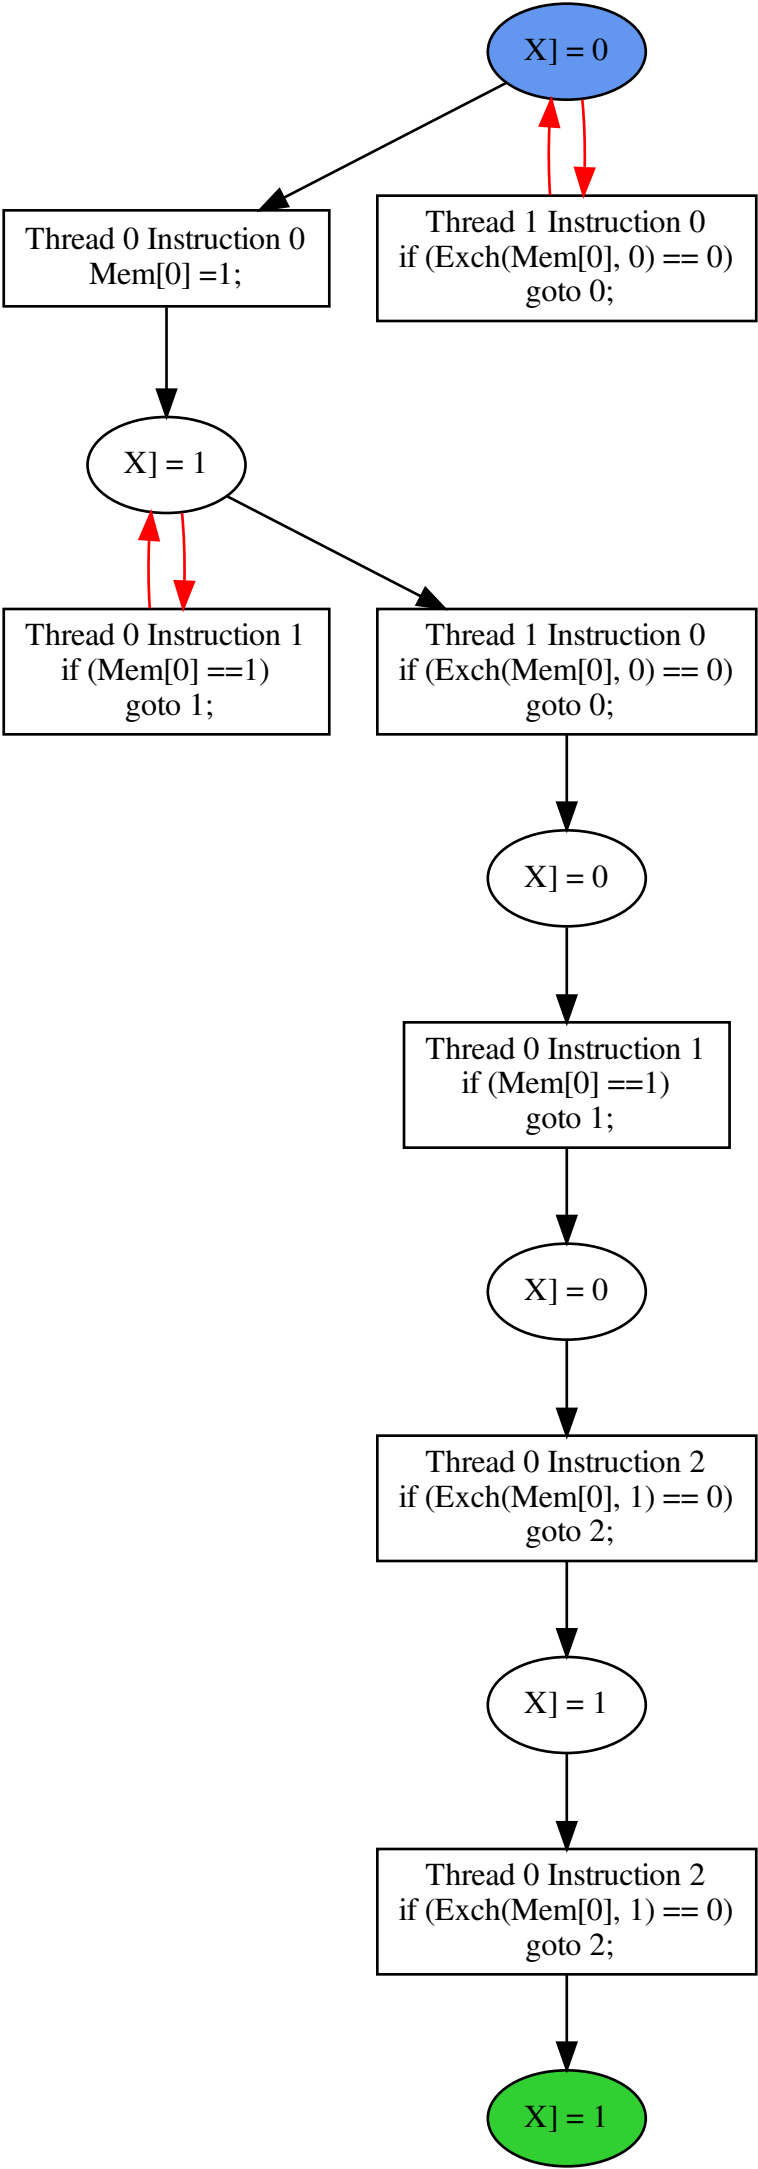 X] = 0
Thread 0 Instruction 0
Mem[0] =1;
Thread 1 Instruction 0
if (Exch(Mem[0], 0) == 0)
goto 0;
X] = 1
Thread 0 Instruction 1
if (Mem[0] ==1)
goto 1;
Thread 1 Instruction 0
if (Exch(Mem[0], 0) == 0)
goto 0;
X] = 0
Thread 0 Instruction 1
if (Mem[0] ==1)
goto 1;
X] = 0
Thread 0 Instruction 2
if (Exch(Mem[0], 1) == 0)
goto 2;
X] = 1
Thread 0 Instruction 2
if (Exch(Mem[0], 1) == 0)
goto 2;
X] = 1